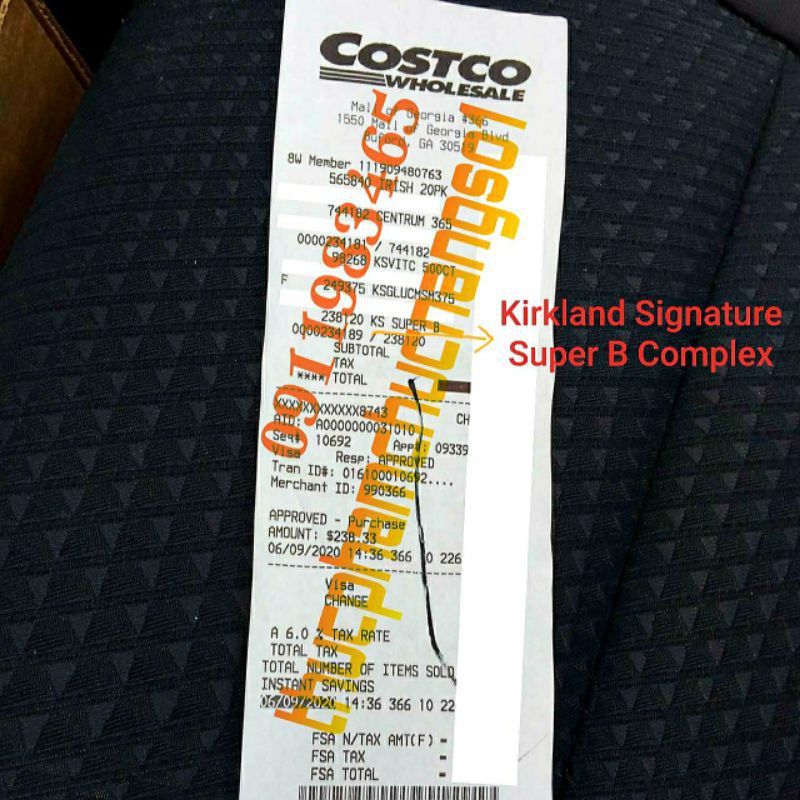 COSTCO
WHOLESALE
Mall of Georgia #366
1550 Mall of Georgia Blvd
Buford, GA 30519
8W Member 111909480763
565840 IRISH 20PK
744182 CENTRUM 365
0000234181 / 744182
98268 KSVITC 500CT
F 249375 KSGLUCMSH375
238120 KS SUPER B
0000234189 / 238120
SUBTOTAL
TAX
**** TOTAL
XXXXXXXXXXXX8743 CH
AID: A0000000031010
Seq# 10692 App#: 09339
Visa Resp: APPROVED
Tran ID#: 016100010692....
Merchant ID: 990366
APPROVED - Purchase
AMOUNT: $238.33
06/09/2020 14:36 366 10 226
Visa
CHANGE
A 6.0 % TAX RATE
TOTAL TAX
TOTAL NUMBER OF ITEMS SOLD
INSTANT SAVINGS
06/09/2020 14:36 366 10 22
FSA N/TAX AMT(F) =
FSA TAX =
FSA TOTAL =
Kirkland Signature
Super B Complex
0911983465
thucphamchucnangso1